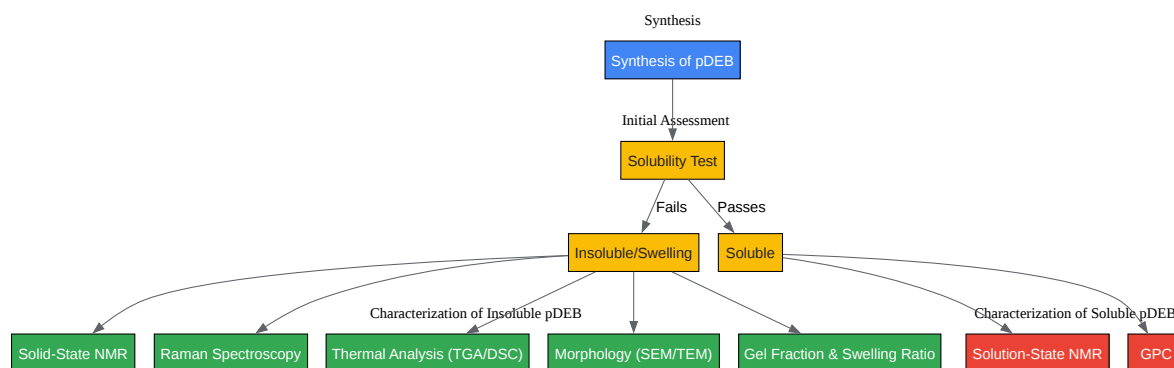 Synthesis
Synthesis of pDEB
Initial Assessment
Solubility Test
Fails
Passes
Insoluble/Swelling
Soluble
Characterization of Insoluble pDEB
Characterization of Soluble pDEB
Solid-State NMR
Raman Spectroscopy
Thermal Analysis (TGA/DSC)
Morphology (SEM/TEM)
Gel Fraction & Swelling Ratio
Solution-State NMR
GPC